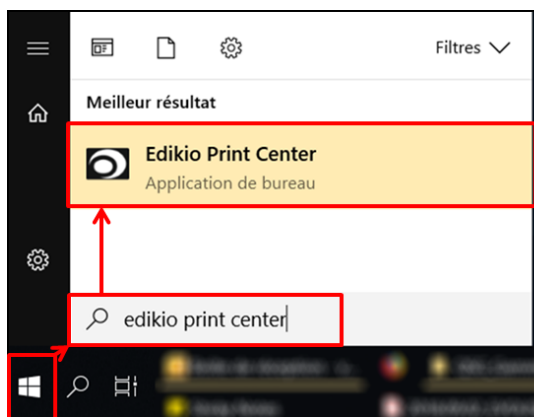 Filtres
Meilleur résultat
Edikio Print Center
Application de bureau
edikio print center